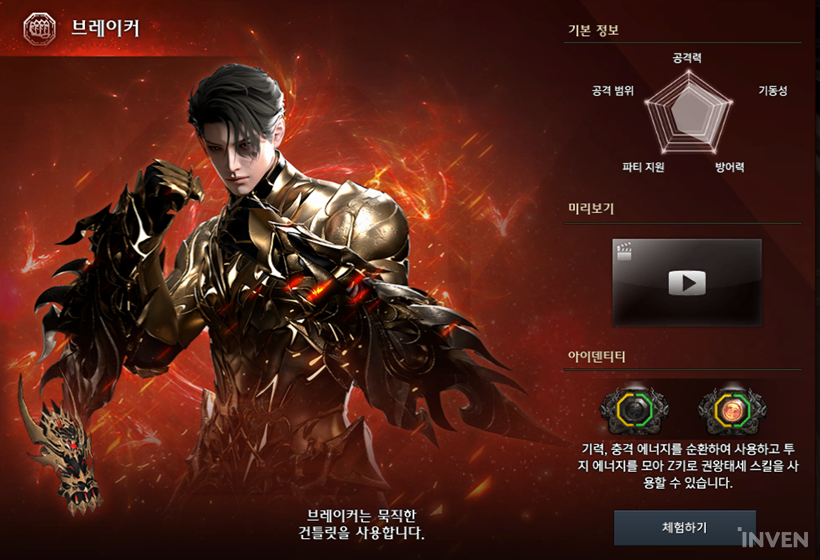 브레이커
기본 정보
공격력
공격 범위
기동성
파티 지원
방어력
미리보기
아이덴티티
기력, 충격 에너지를 순환하여 사용하고 투
지 에너지를 모아 Z키로 권왕태세 스킬을 사
용할 수 있습니다.
브레이커는 묵직한
건틀릿을 사용합니다.
체험하기
INVEN